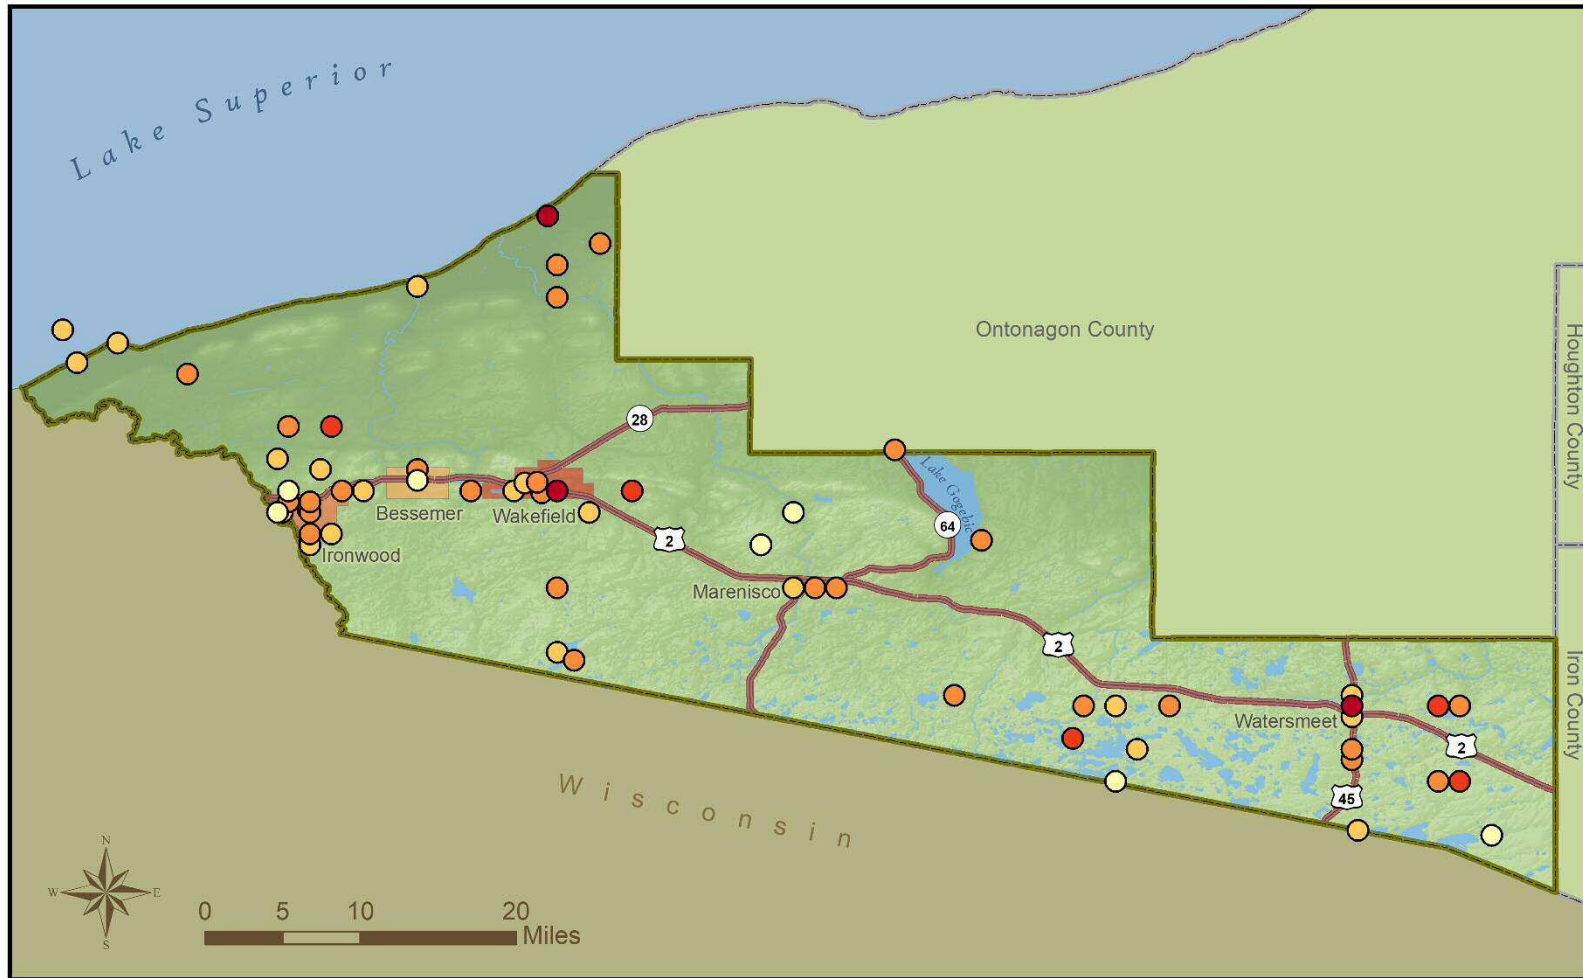 Lake Superior
Ontonagon County
Houghton County
28
Lake Gogebic
Bessemer
Wakefield
64
2
Ironwood
Marenisco
2
Iron County
Watersmeet
2
45
Wisconsin
N
W
E
S
0 5 10 20
Miles